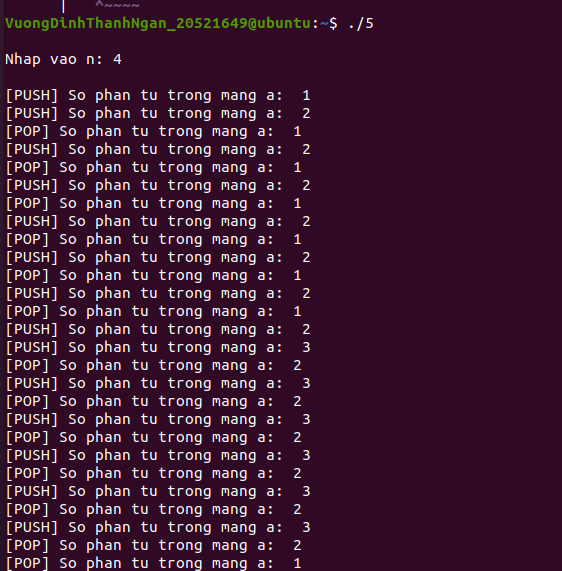 |   ^~~~~
VuongDinhThanhNgan_20521649@ubuntu:~$ ./5
Nhap vao n: 4
[PUSH] So phan tu trong mang a:  1
[PUSH] So phan tu trong mang a:  2
[POP] So phan tu trong mang a:  1
[PUSH] So phan tu trong mang a:  2
[POP] So phan tu trong mang a:  1
[PUSH] So phan tu trong mang a:  2
[POP] So phan tu trong mang a:  1
[PUSH] So phan tu trong mang a:  2
[POP] So phan tu trong mang a:  1
[PUSH] So phan tu trong mang a:  2
[POP] So phan tu trong mang a:  1
[PUSH] So phan tu trong mang a:  2
[POP] So phan tu trong mang a:  1
[PUSH] So phan tu trong mang a:  2
[PUSH] So phan tu trong mang a:  3
[POP] So phan tu trong mang a:  2
[PUSH] So phan tu trong mang a:  3
[POP] So phan tu trong mang a:  2
[PUSH] So phan tu trong mang a:  3
[POP] So phan tu trong mang a:  2
[PUSH] So phan tu trong mang a:  3
[POP] So phan tu trong mang a:  2
[PUSH] So phan tu trong mang a:  3
[POP] So phan tu trong mang a:  2
[PUSH] So phan tu trong mang a:  3
[POP] So phan tu trong mang a:  2
[POP] So phan tu trong mang a:  1